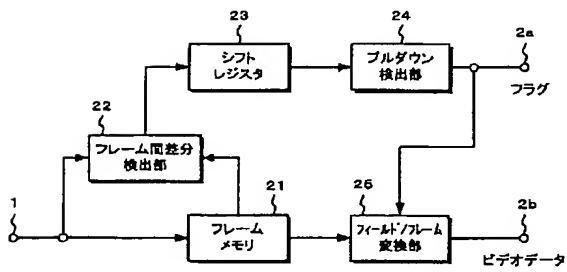 23
シフト
レジスタ
24
プルダウン
検出部
2a
フラグ
22
フレーム間差分
検出部
1
21
フレーム
メモリ
25
フィールド/フレーム
変換部
2b
ビデオデータ